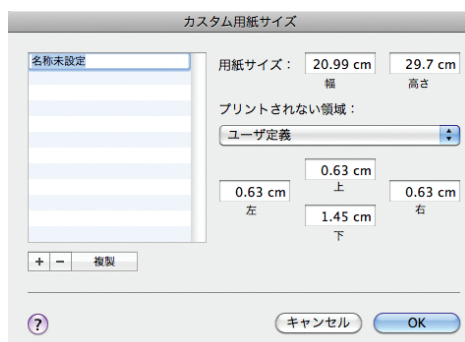 カスタム用紙サイズ
名称未設定
用紙サイズ： 20.99 cm 29.7 cm
幅 高さ
プリントされない領域：
ユーザ定義
0.63 cm
上
0.63 cm 0.63 cm
左 右
1.45 cm
下
+ − 複製
? キャンセル OK